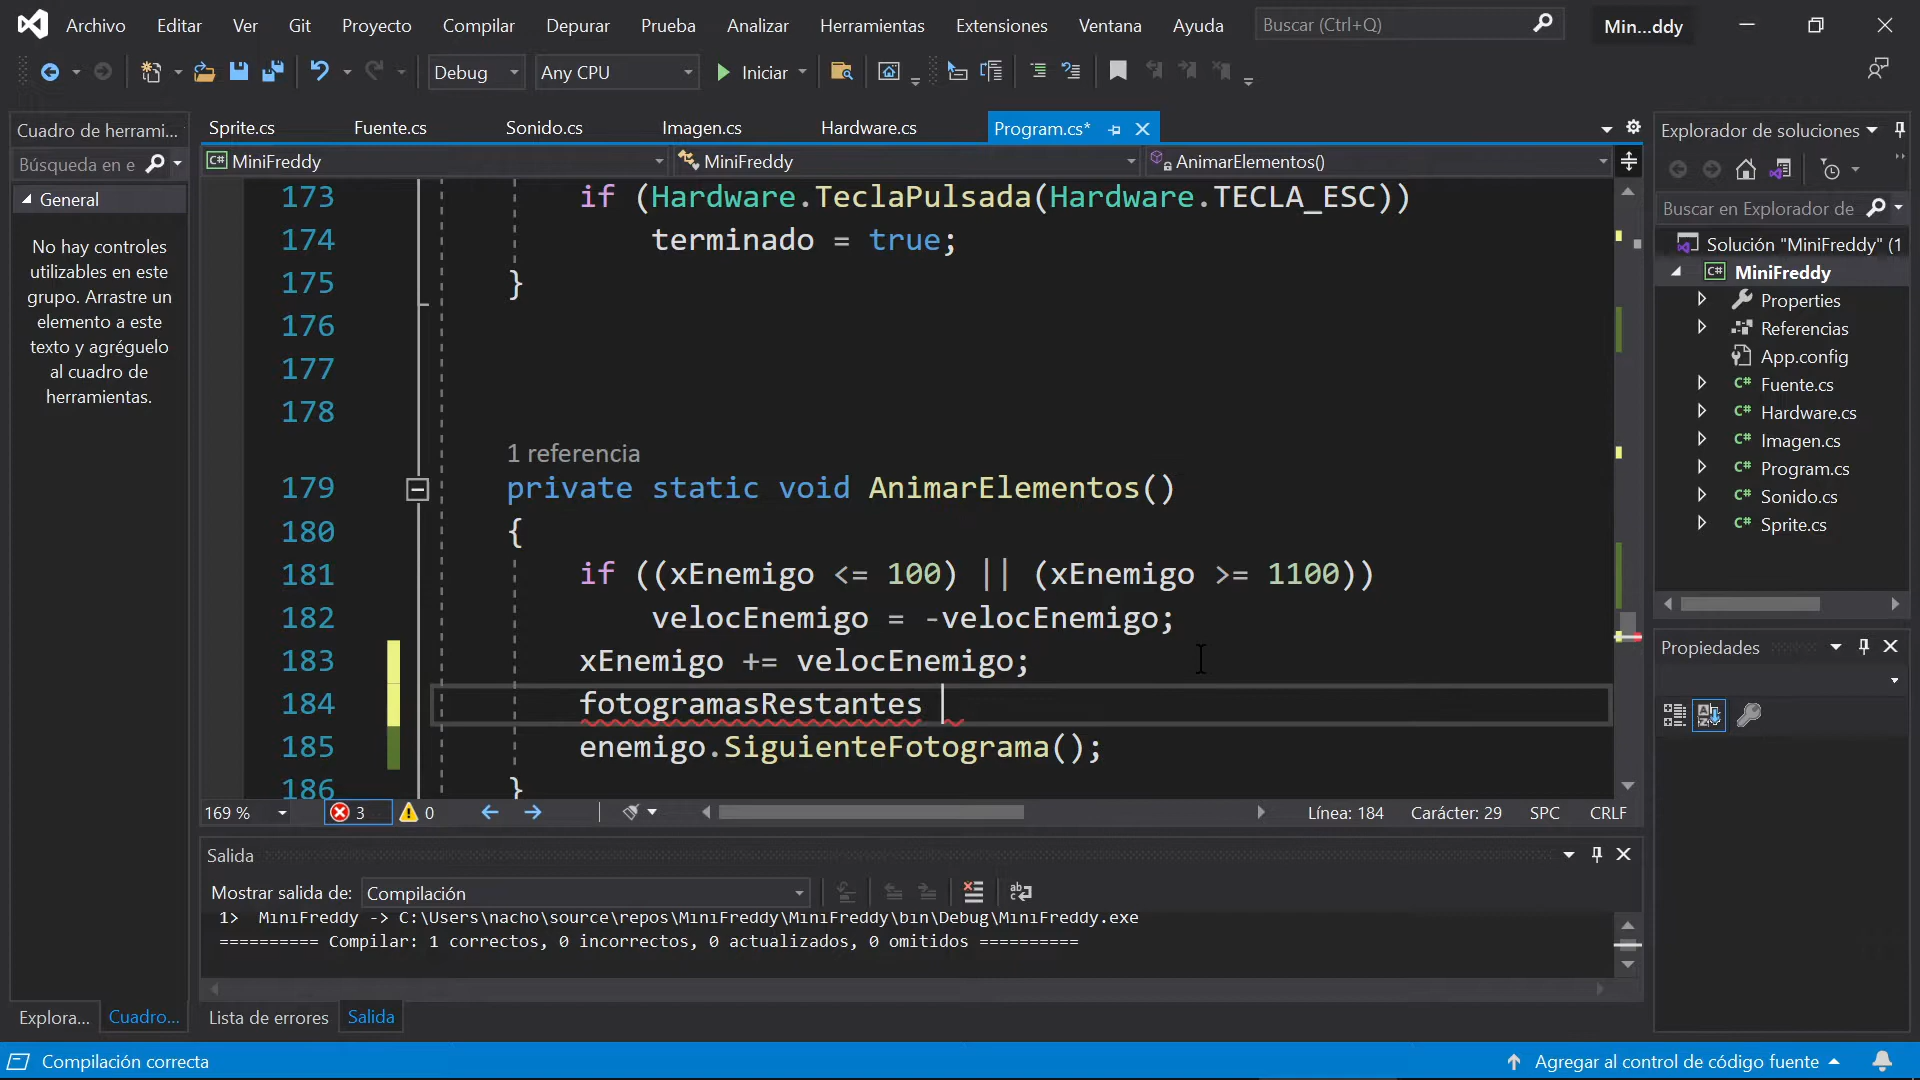 Archivo Editar Ver Git Proyecto Compilar Depurar Prueba Analizar Herramientas Extensiones Ventana Ayuda Buscar (Ctrl+Q) Min...ddy
Debug Any CPU Iniciar
Cuadro de herrami...
Búsqueda en e
General
No hay controles
utilizables en este
grupo. Arrastre un
elemento a este
texto y agréguelo
al cuadro de
herramientas.
Explora... Cuadro...
Sprite.cs Fuente.cs Sonido.cs Imagen.cs Hardware.cs Program.cs*
MiniFreddy MiniFreddy AnimarElementos()
173 if (Hardware.TeclaPulsada(Hardware.TECLA_ESC))
174 terminado = true;
175 }
176
177
178
1 referencia
179 private static void AnimarElementos()
180 {
181 if ((xEnemigo <= 100) || (xEnemigo >= 1100))
182 velocEnemigo = -velocEnemigo;
183 xEnemigo += velocEnemigo;
184 fotogramasRestantes
185 enemigo.SiguienteFotograma();
186 }
169 % 3 0 Línea: 184 Carácter: 29 SPC CRLF
Salida
Mostrar salida de: Compilación
1> MiniFreddy -> C:\Users\nacho\source\repos\MiniFreddy\MiniFreddy\bin\Debug\MiniFreddy.exe
========== Compilar: 1 correctos, 0 incorrectos, 0 actualizados, 0 omitidos ==========
Lista de errores Salida
Explorador de soluciones
Buscar en Explorador de
Solución "MiniFreddy" (1
MiniFreddy
Properties
Referencias
App.config
Fuente.cs
Hardware.cs
Imagen.cs
Program.cs
Sonido.cs
Sprite.cs
Propiedades
Compilación correcta Agregar al control de código fuente